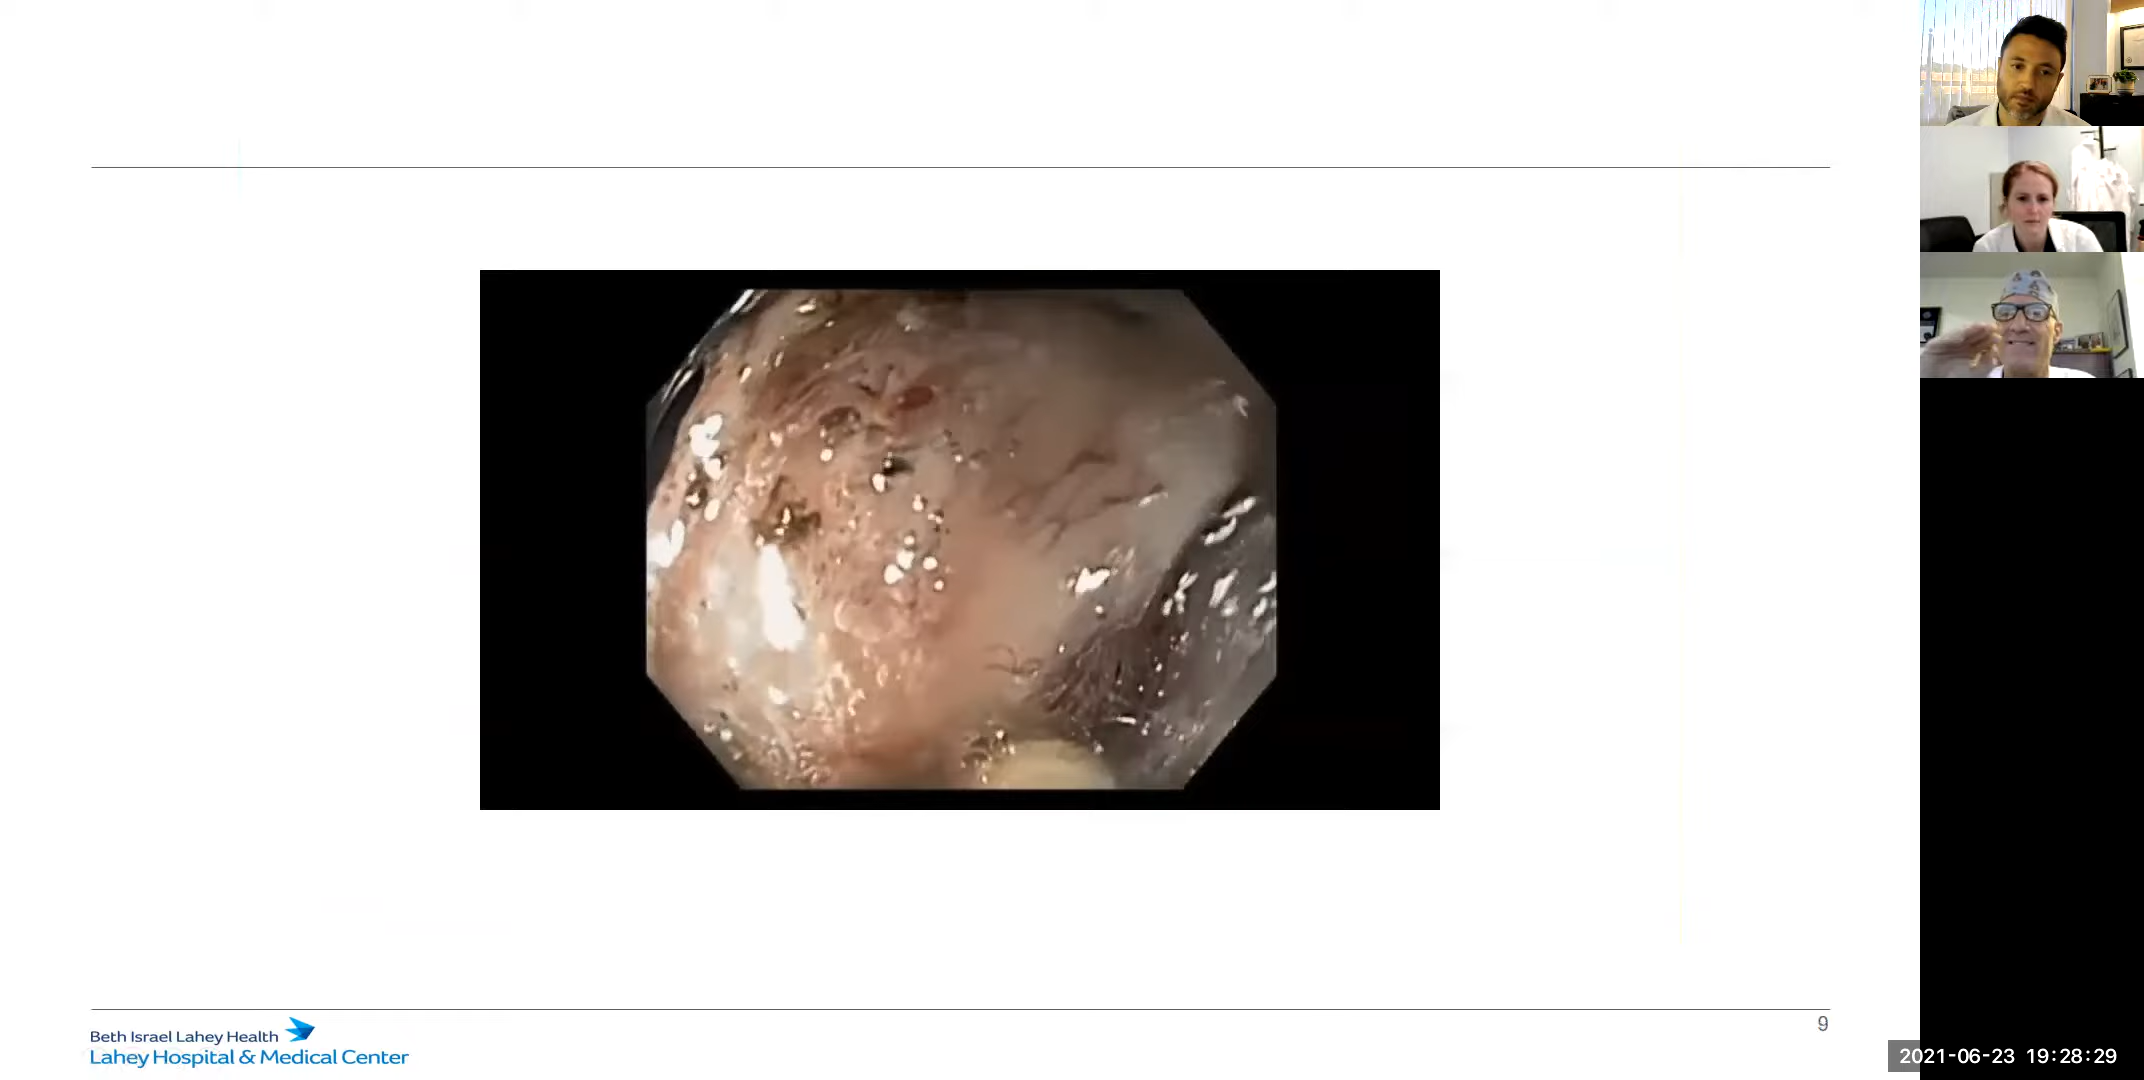 Beth Israel Lahey Health
Lahey Hospital & Medical Center
9
2021-06-23 19:28:29